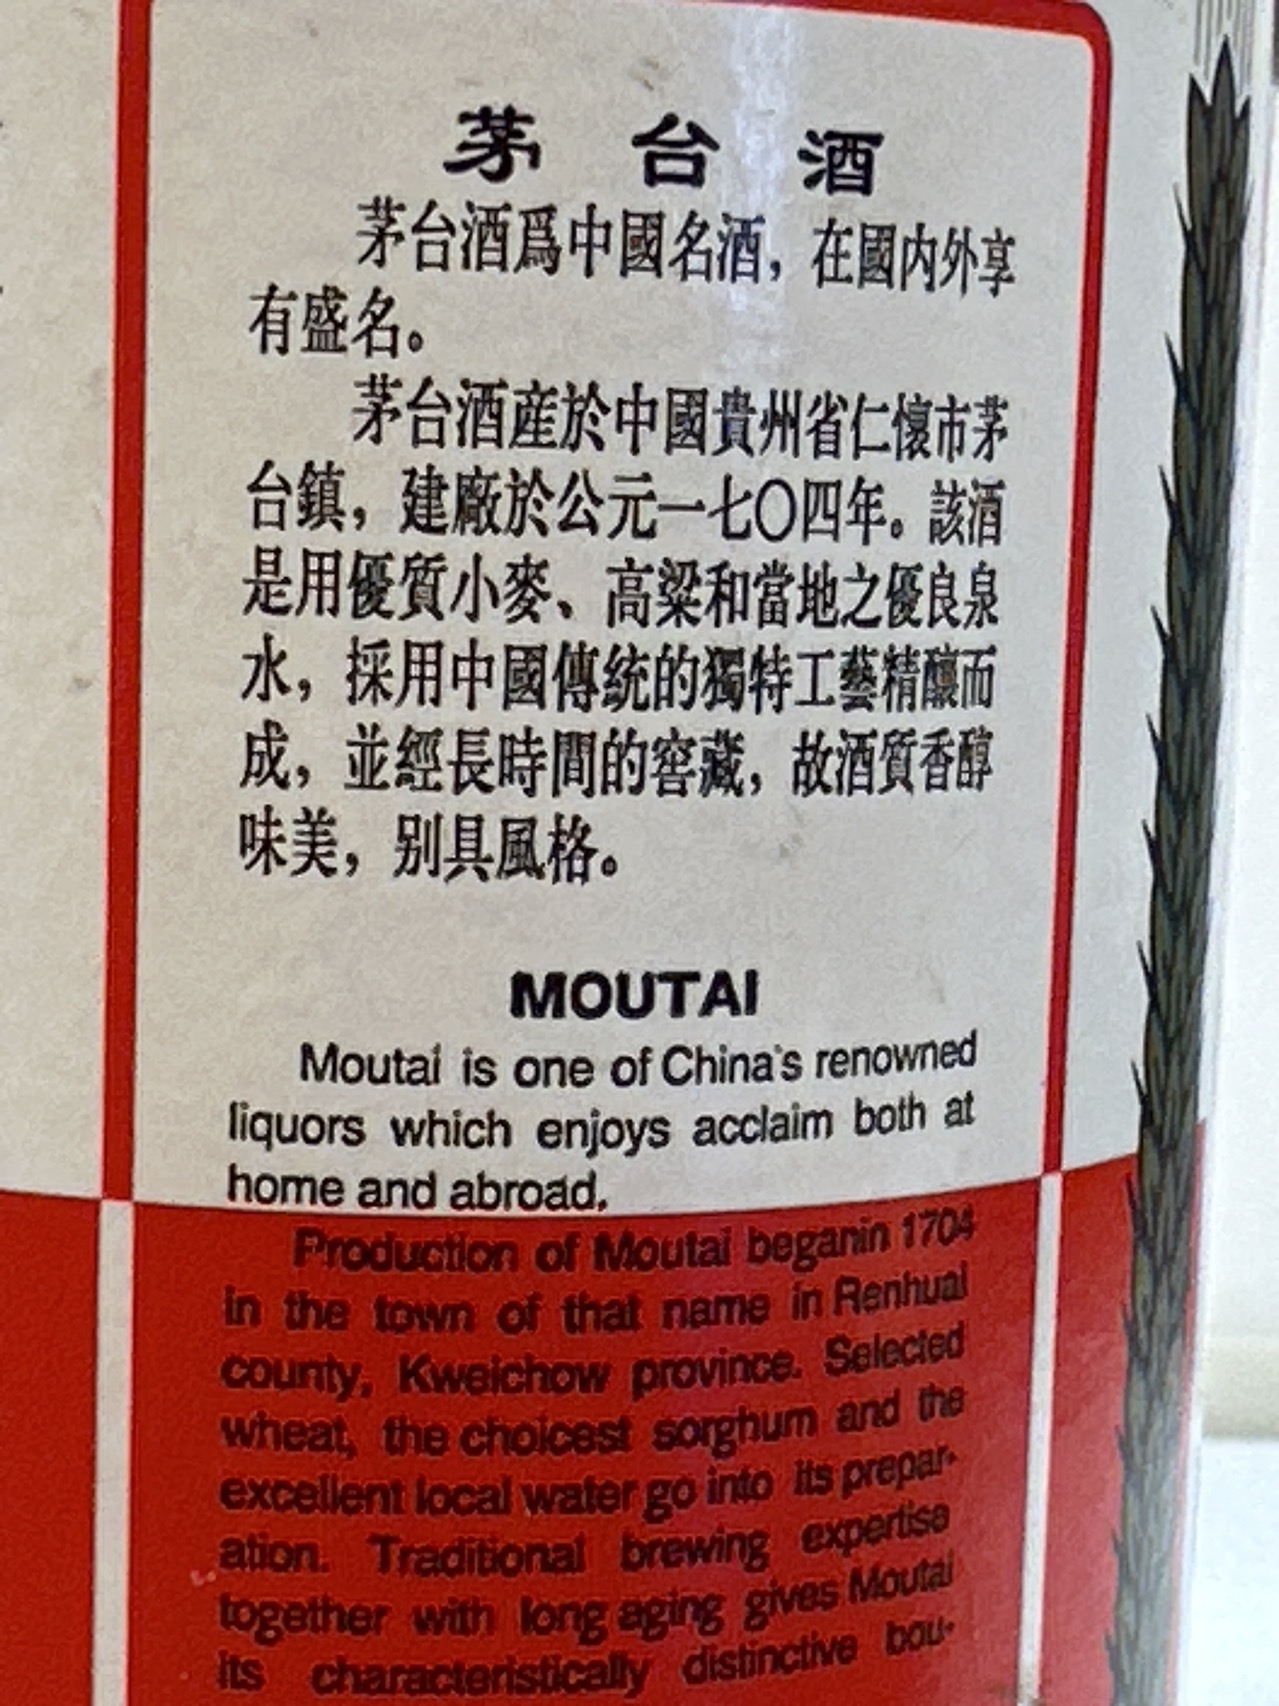 茅台酒
茅台酒爲中國名酒，在國内外享
有盛名。
茅台酒産於中國貴州省仁懷市茅
台鎮，建廠於公元一七〇四年。該酒
是用優質小麥、高粱和當地之優良泉
水，採用中國傳統的獨特工藝精釀而
成，並經長時間的窖藏，故酒質香醇
味美，别具風格。
MOUTAI
Moutai is one of China's renowned
liquors which enjoys acclaim both at
home and abroad.
Production of Moutai beganin 1704
in the town of that name in Renhuai
county, Kweichow province. Selected
wheat, the choicest sorghum and the
excellent local water go into its prepar-
ation. Traditional brewing expertise
together with long aging gives Moutai
its characteristically distinctive bou-